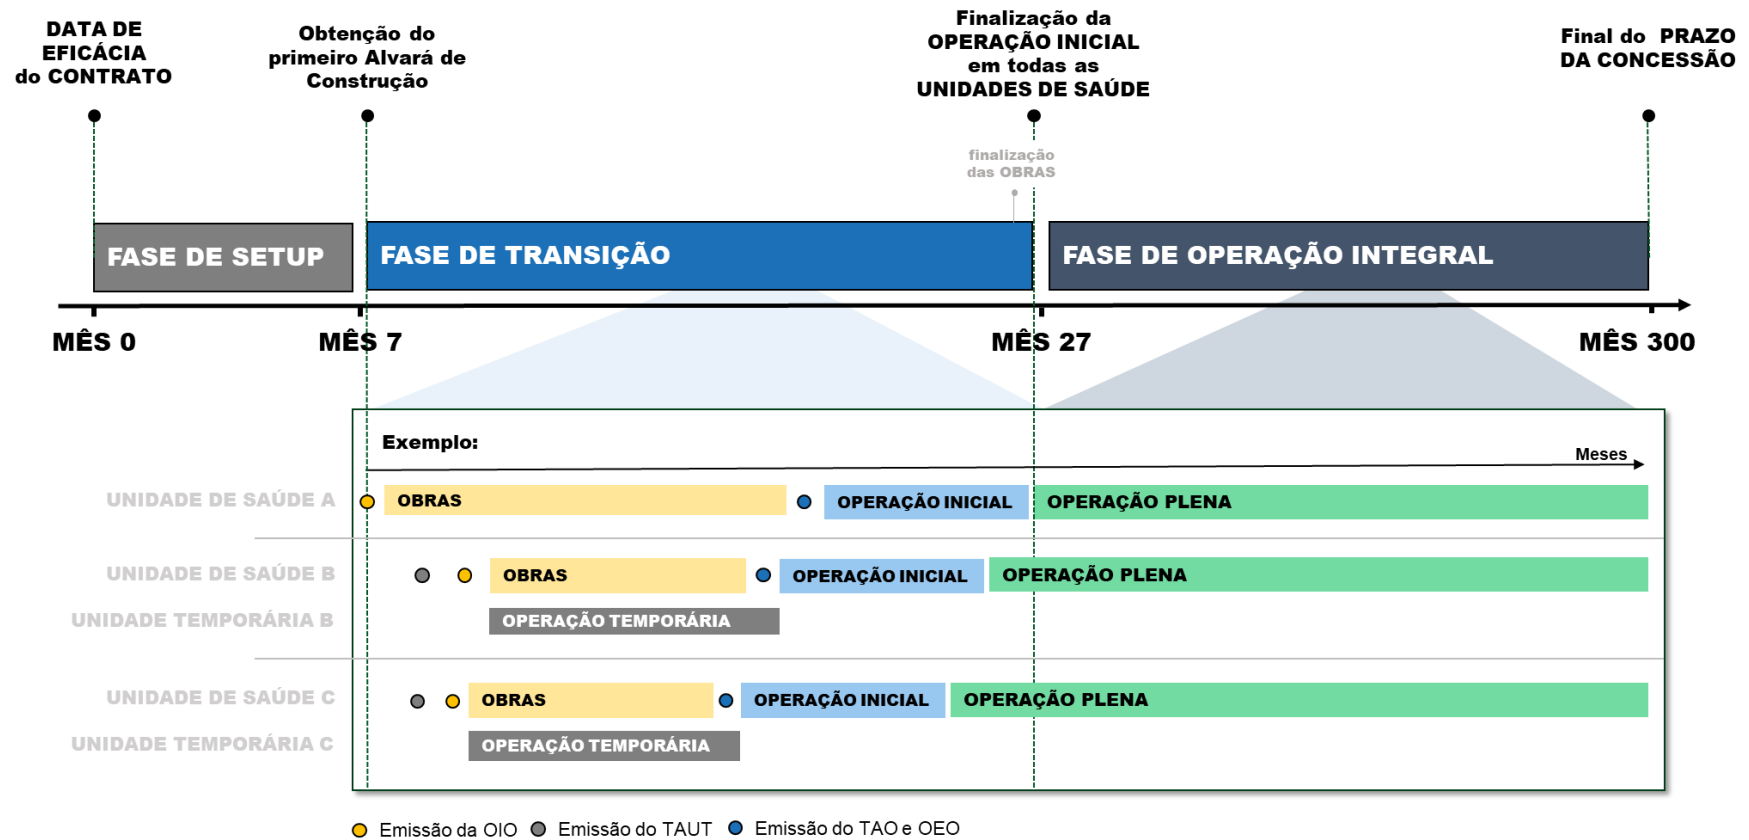 DATA DE
EFICÁCIA
do CONTRATO
Obtenção do
primeiro Alvará de
Construção
Finalização da
OPERAÇÃO INICIAL
em todas as
UNIDADES DE SAÚDE
Final do PRAZO
DA CONCESSÃO
finalização
das OBRAS
FASE DE SETUP
FASE DE TRANSIÇÃO
FASE DE OPERAÇÃO INTEGRAL
MÊS 0
MÊS 7
MÊS 27
MÊS 300
Exemplo:
Meses
UNIDADE DE SAÚDE A
OBRAS
OPERAÇÃO INICIAL
OPERAÇÃO PLENA
UNIDADE DE SAÚDE B
OBRAS
OPERAÇÃO INICIAL
OPERAÇÃO PLENA
UNIDADE TEMPORÁRIA B
OPERAÇÃO TEMPORÁRIA
UNIDADE DE SAÚDE C
OBRAS
OPERAÇÃO INICIAL
OPERAÇÃO PLENA
UNIDADE TEMPORÁRIA C
OPERAÇÃO TEMPORÁRIA
Emissão da OIO
Emissão do TAUT
Emissão do TAO e OEO